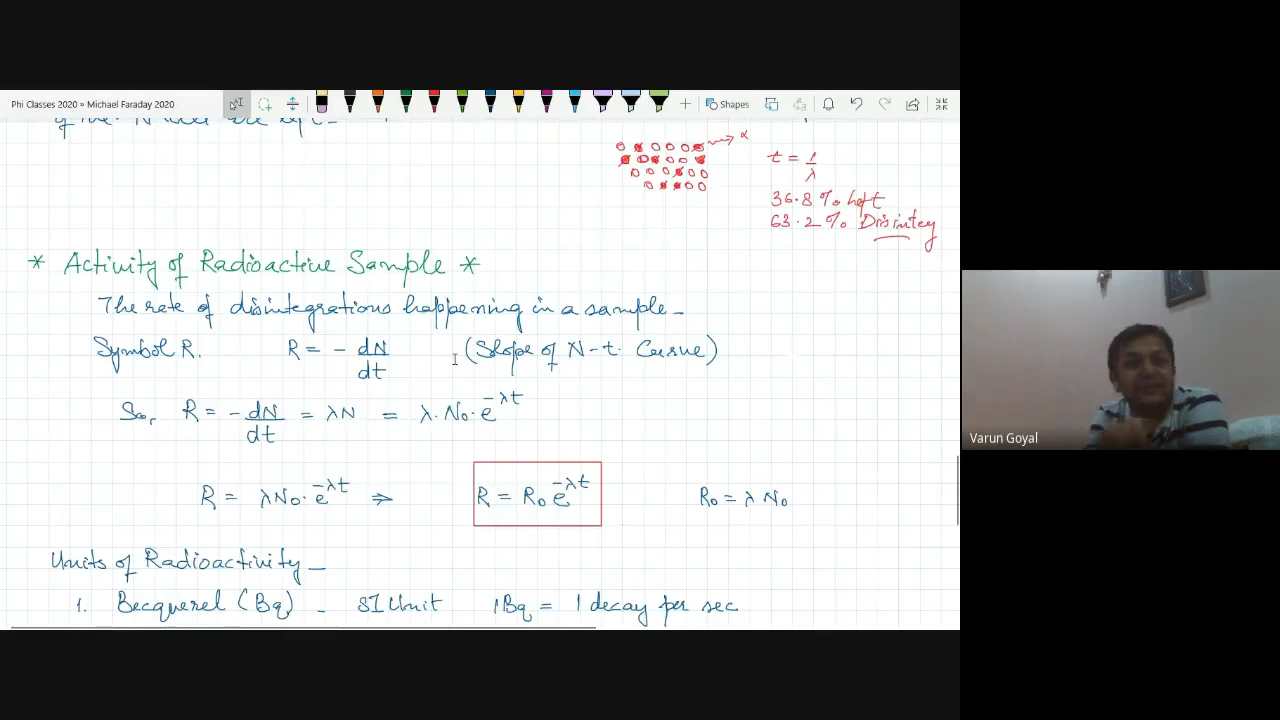 Phi Classes 2020 » Michael Faraday 2020
Shapes
α
t = 1/λ
36.8 % left
63.2 % Disinteg
* Activity of Radioactive Sample *
The rate of disintegrations happening in a sample -
Symbol R. R = - dN/dt (Slope of N-t. Curve)
So, R = - dN/dt = λN = λ. N₀. e^-λt
R = λN₀. e^-λt ⇒ R = R₀ e^-λt R₀ = λ N₀
Units of Radioactivity -
1. Becquerel (Bq) - SI Unit 1Bq = 1 decay per sec
Varun Goyal